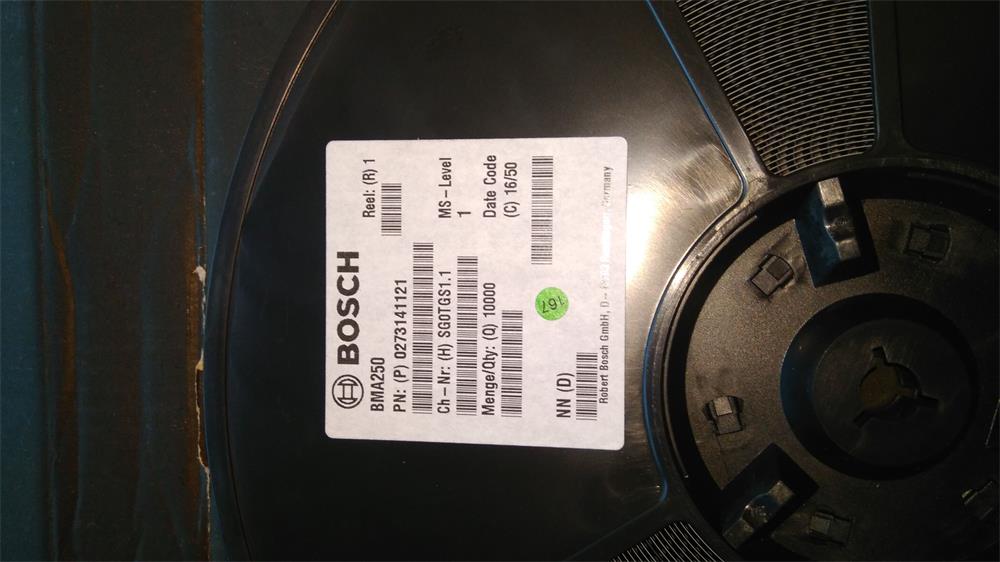 BOSCH
Reel: (R) 1
BMA250
PN: (P) 0273141121
Ch-Nr: (H) SG0TGS1.1
MS-Level
1
Menge/Qty: (Q) 10000
Date Code
(C) 16/50
167
NN (D)
Robert Bosch GmbH, D- Germany